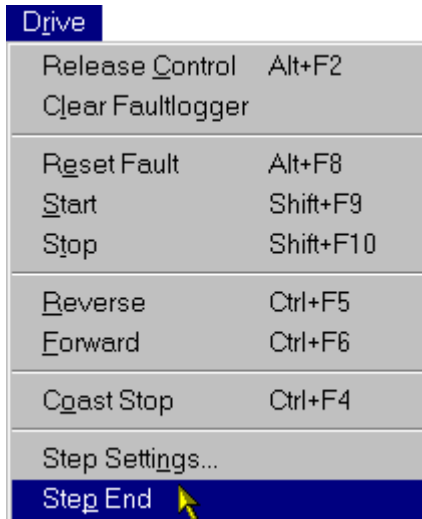 Drive
Release Control Alt+F2
Clear Faultlogger
Reset Fault Alt+F8
Start Shift+F9
Stop Shift+F10
Reverse Ctrl+F5
Forward Ctrl+F6
Coast Stop Ctrl+F4
Step Settings...
Step End